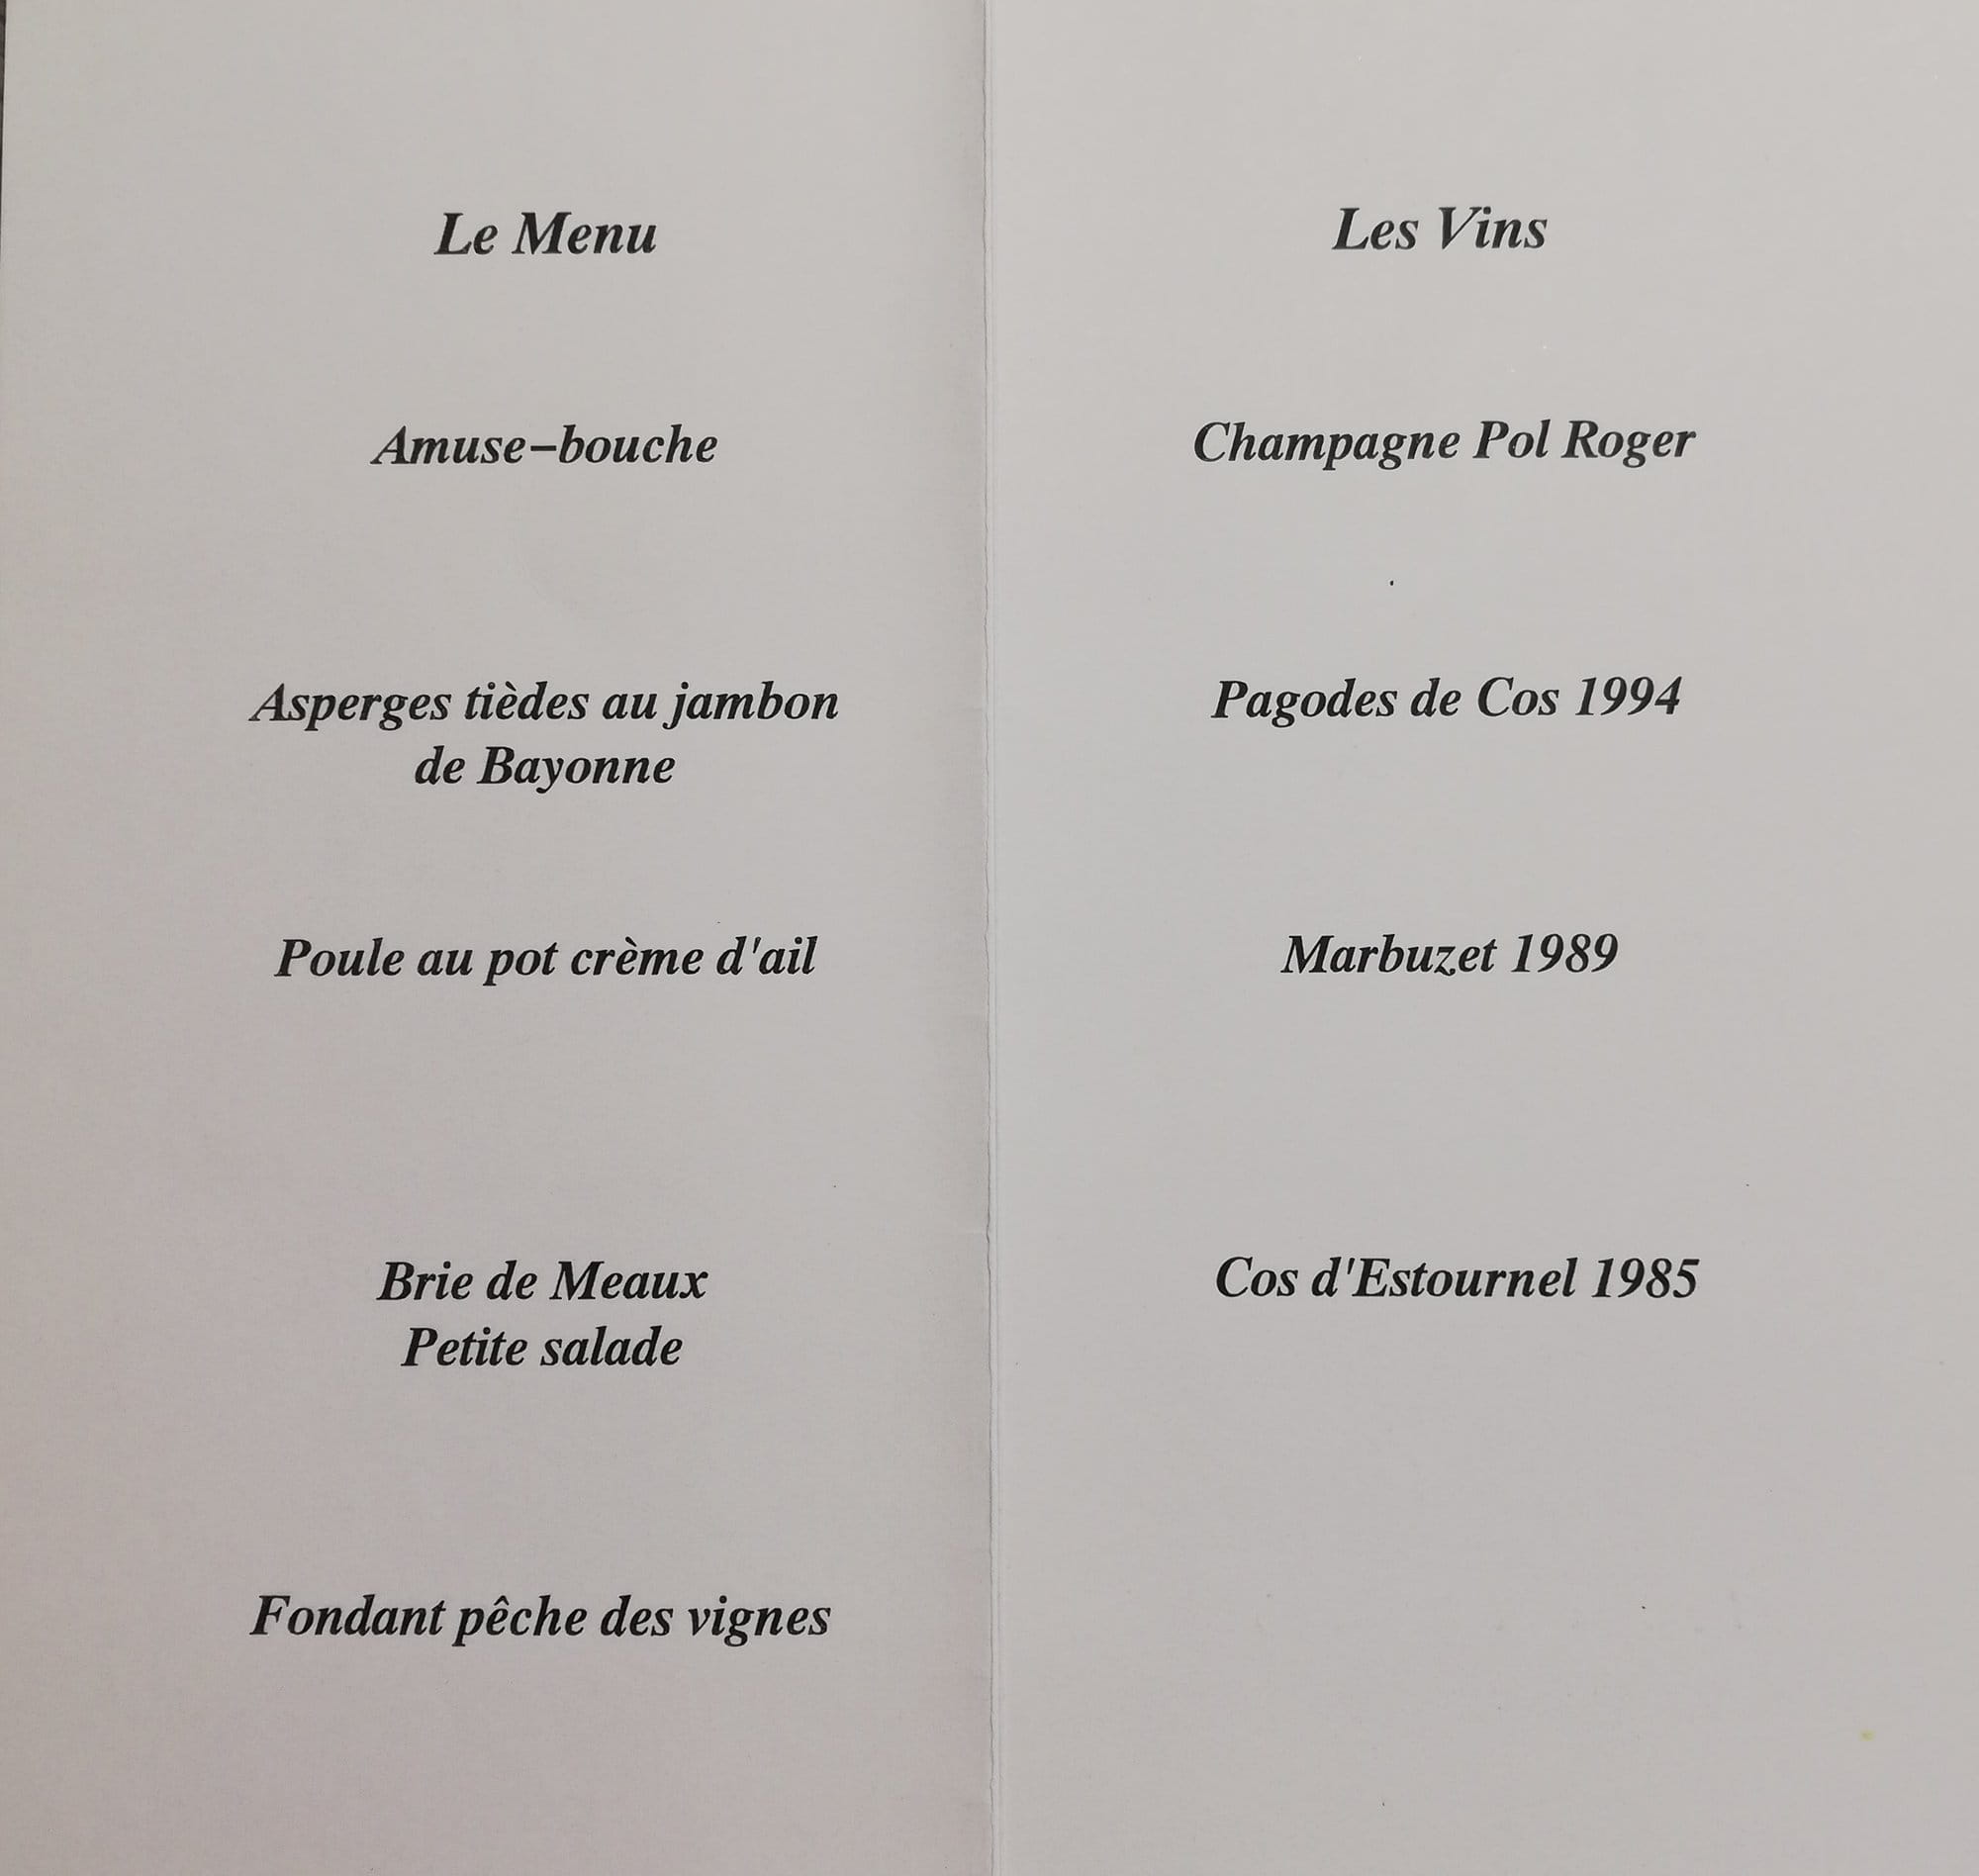 Le Menu
Amuse–bouche
Asperges tièdes au jambon
de Bayonne
Poule au pot crème d'ail
Brie de Meaux
Petite salade
Fondant pêche des vignes
Les Vins
Champagne Pol Roger
Pagodes de Cos 1994
Marbuzet 1989
Cos d'Estournel 1985